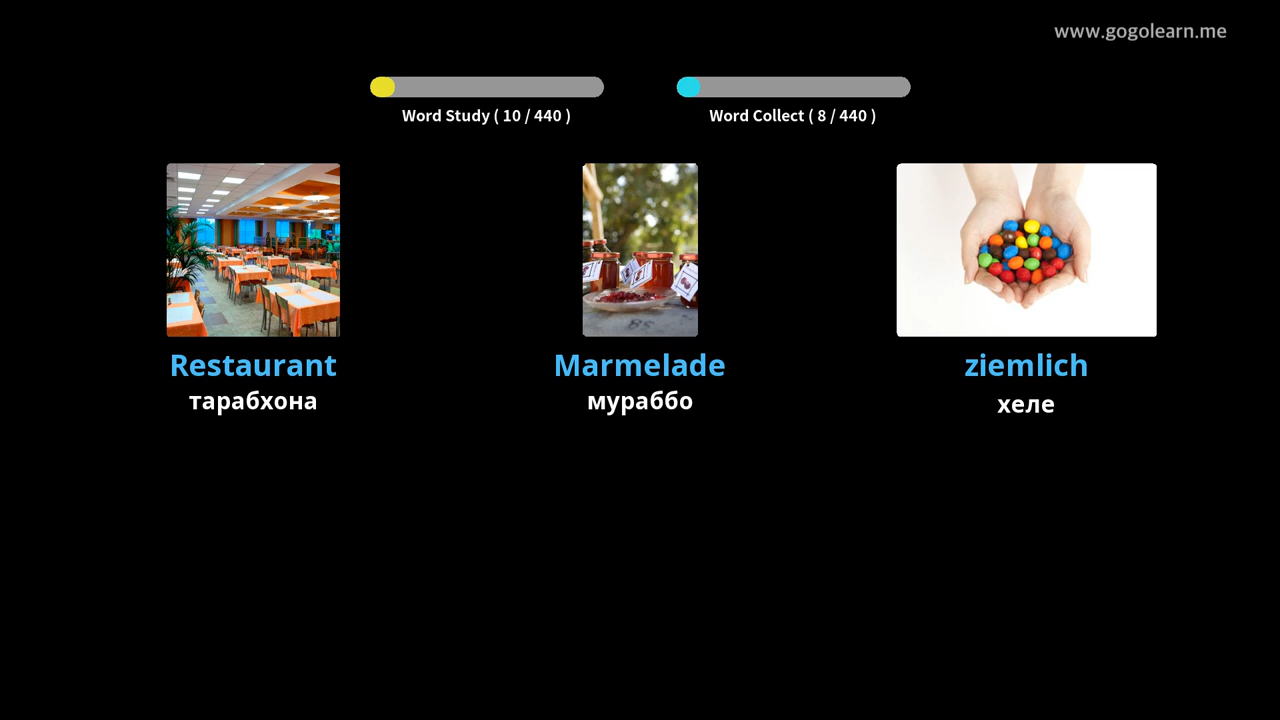 www.gogolearn.me
Word Study ( 10 / 440 )
Word Collect ( 8 / 440 )
Restaurant
тарабхона
Marmelade
мураббо
ziemlich
хеле